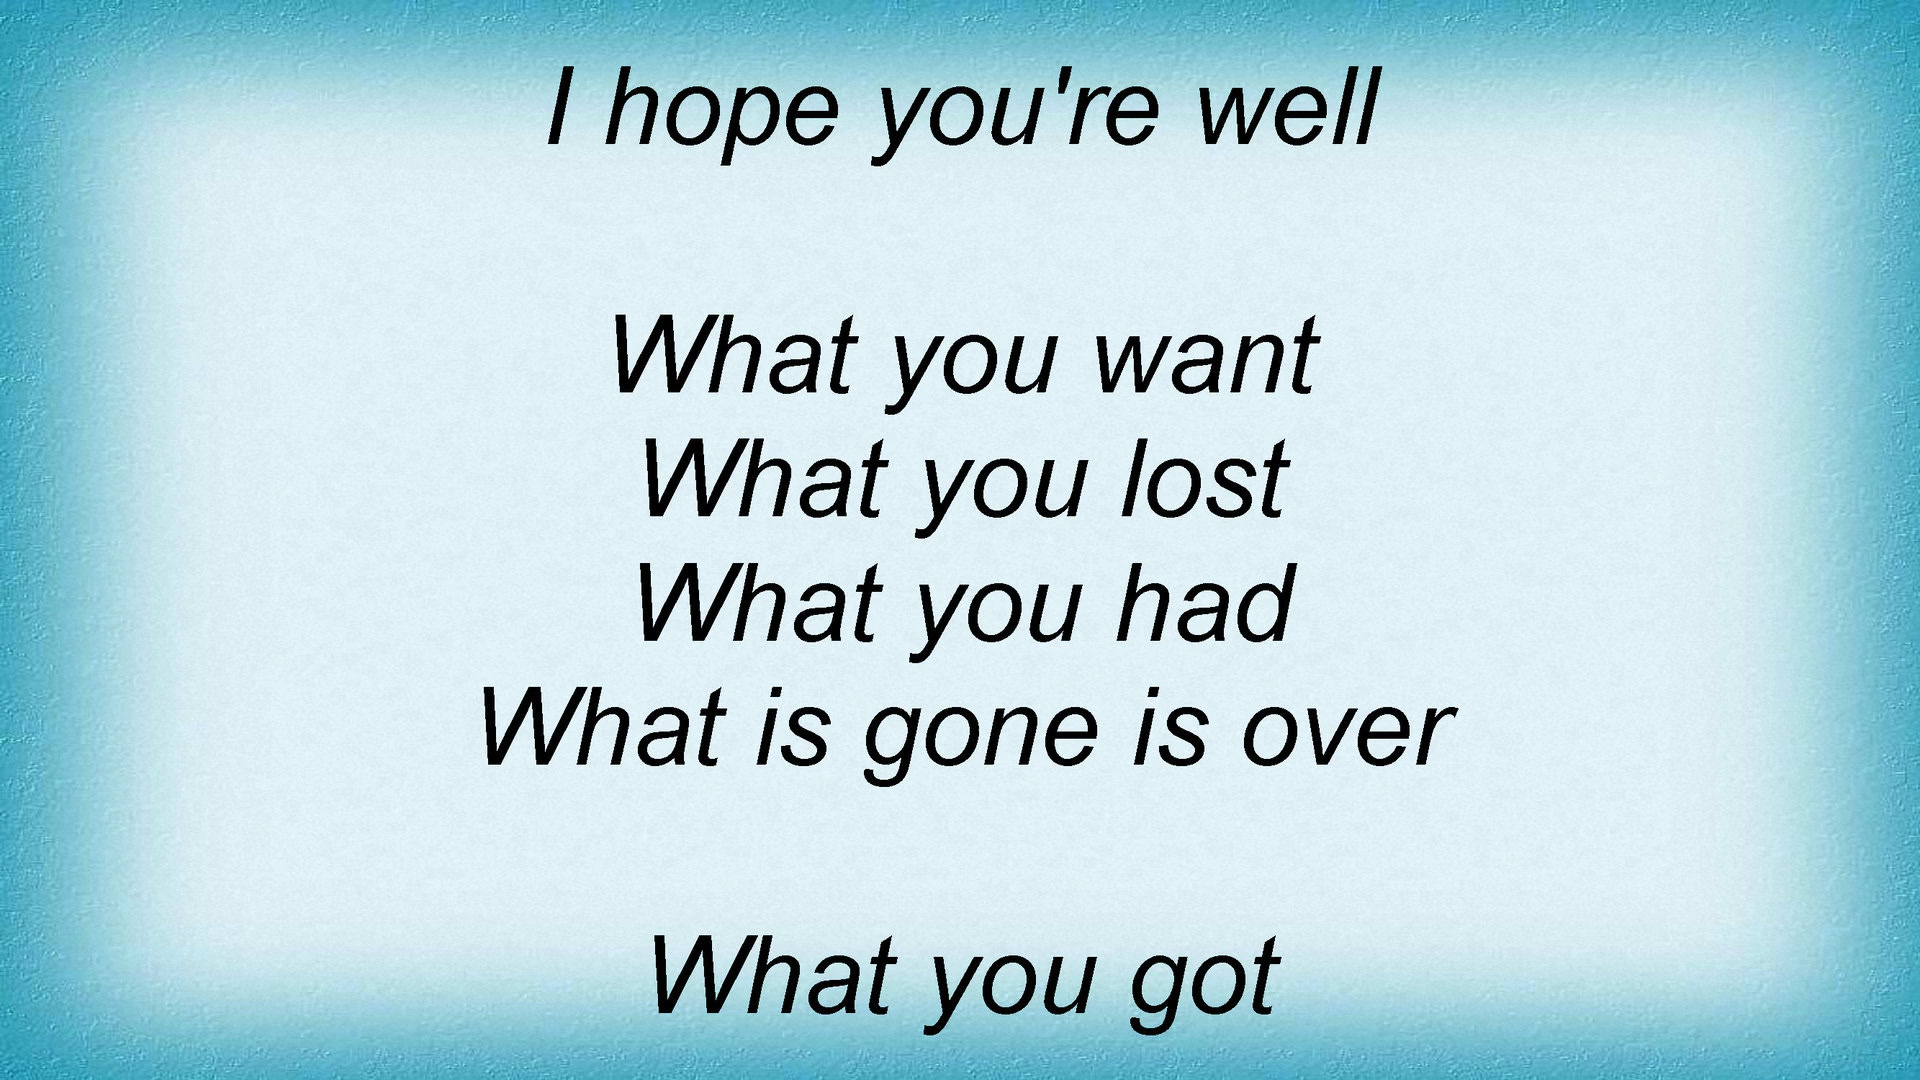 I hope you're well
What you want
What you lost
What you had
What is gone is over
What you got